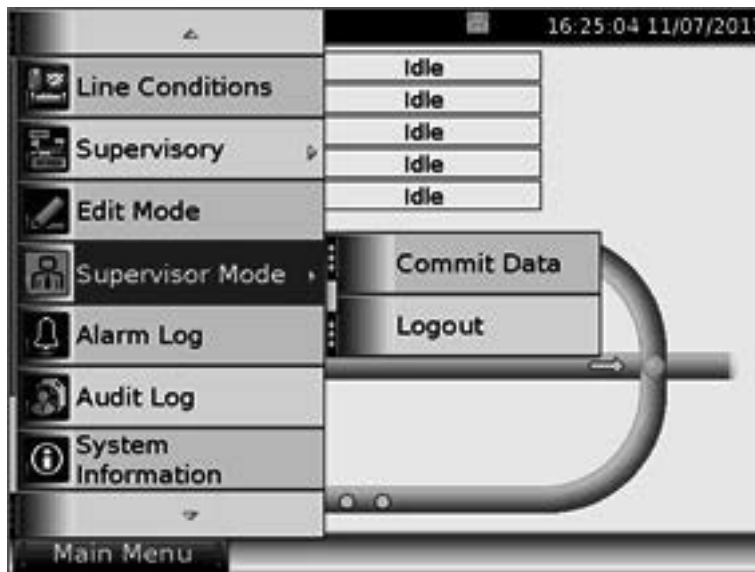 16:25:04 11/07/201
Line Conditions
Supervisory
Edit Mode
Supervisor Mode
Alarm Log
Audit Log
System
Information
Idle
Idle
Idle
Idle
Idle
Commit Data
Logout
Main Menu